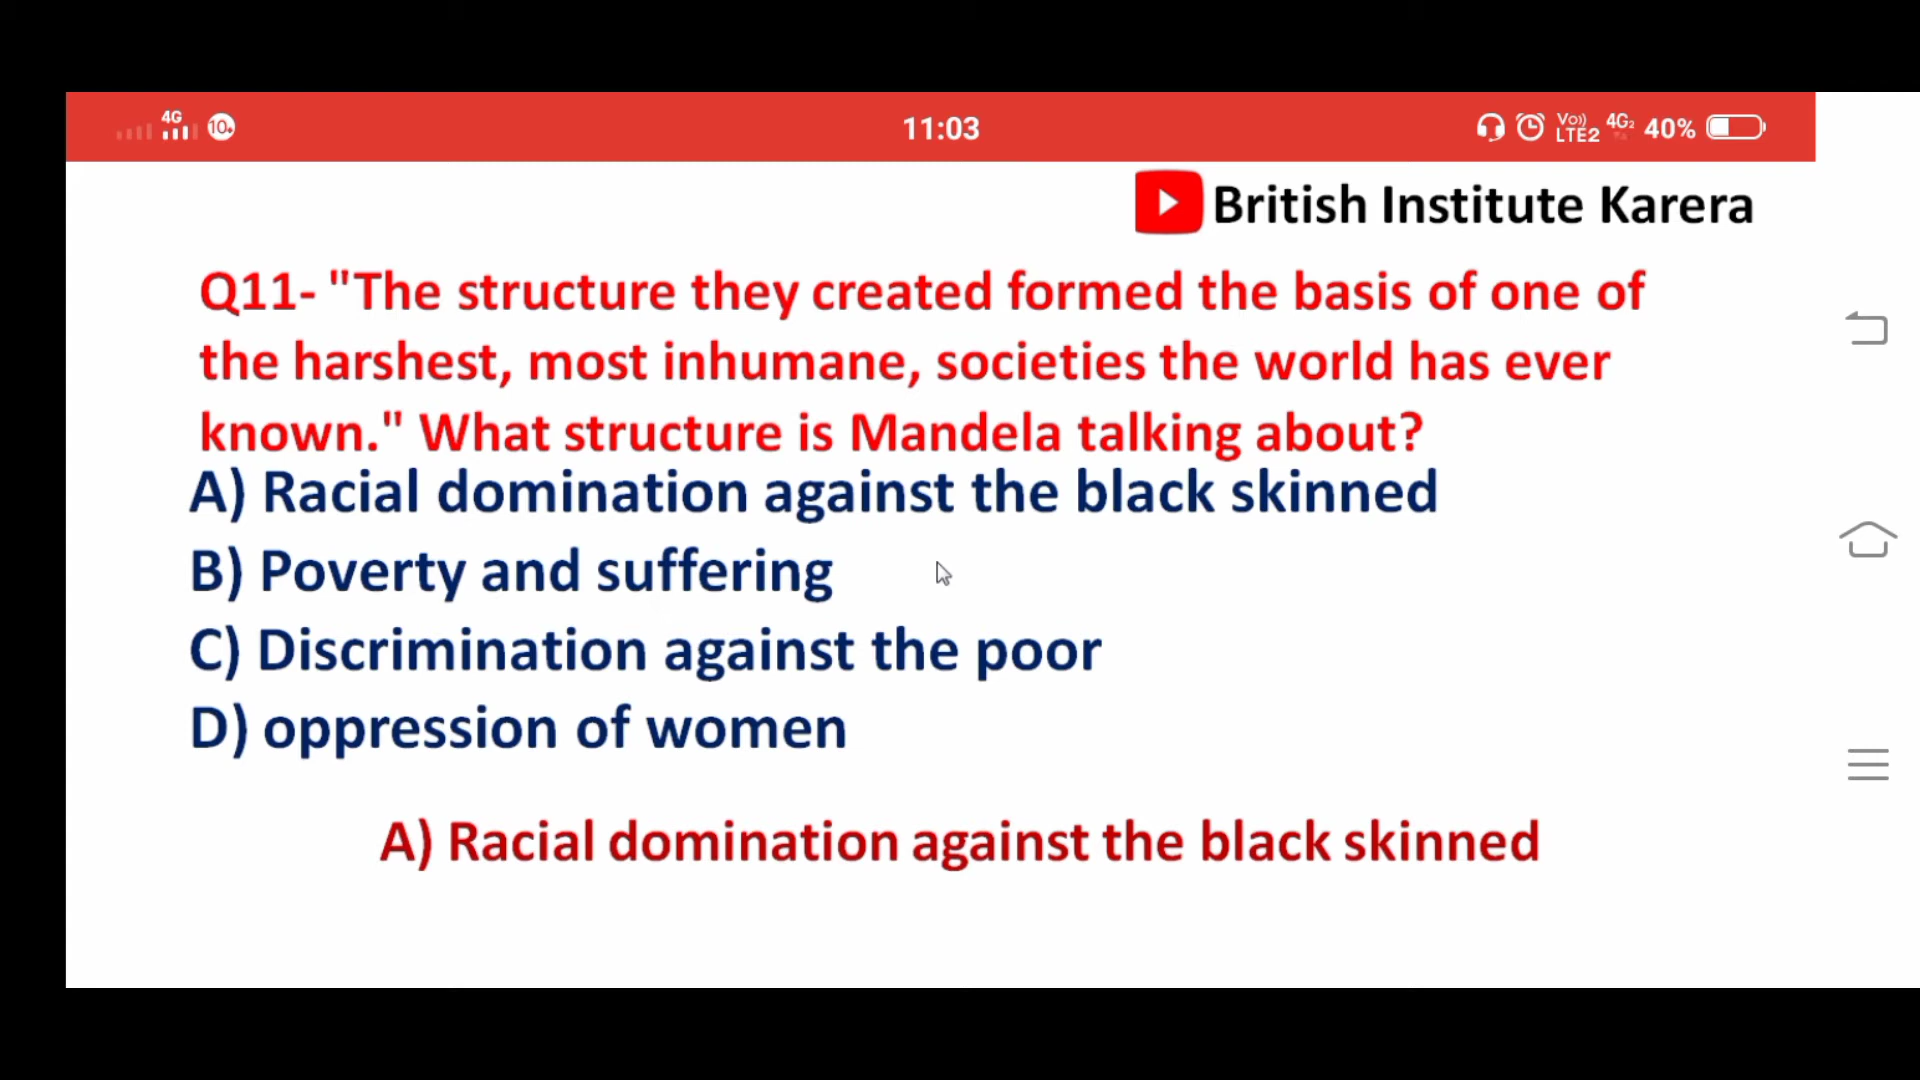 4G 10+ 11:03 Vo)) LTE2 4G2 40%
British Institute Karera
Q11- "The structure they created formed the basis of one of
the harshest, most inhumane, societies the world has ever
known." What structure is Mandela talking about?
A) Racial domination against the black skinned
B) Poverty and suffering
C) Discrimination against the poor
D) oppression of women
A) Racial domination against the black skinned